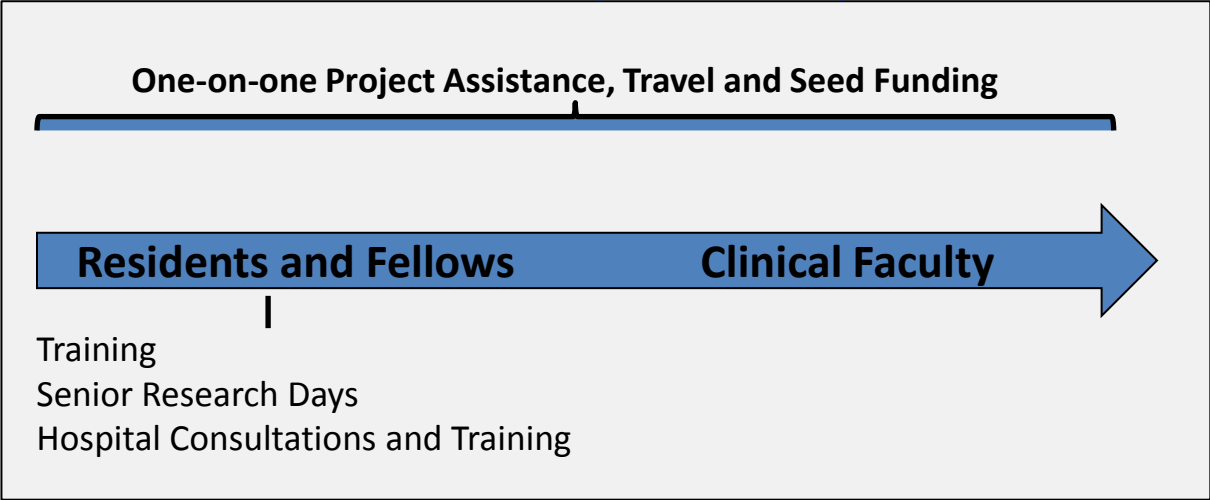 One-on-one Project Assistance, Travel and Seed Funding
Residents and Fellows
Clinical Faculty
Training
Senior Research Days
Hospital Consultations and Training